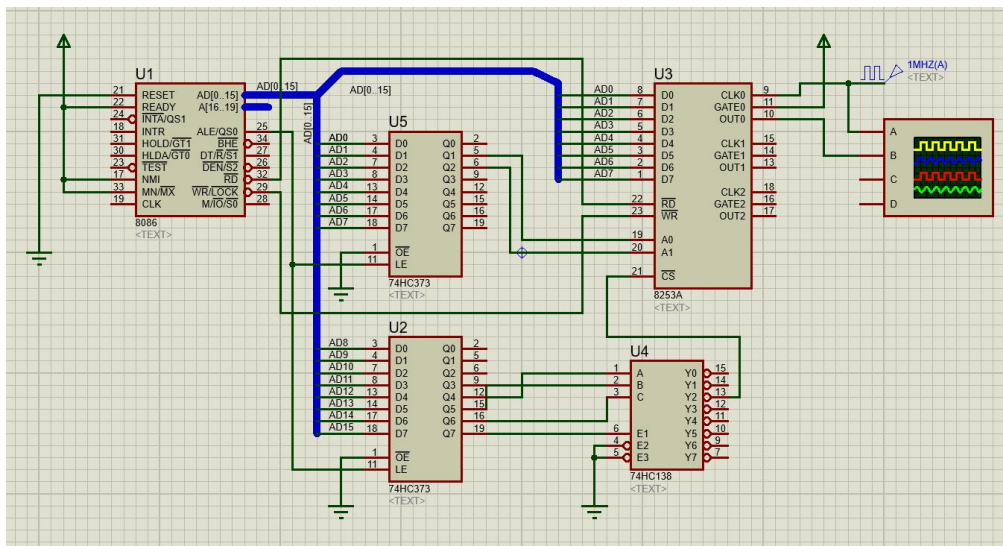 U1
21 RESET AD[0..15]
22 READY A[16..19]
24 INTA/QS1
18 INTR ALE/QS0 25
31 HOLD/GT1 BHE 34
30 HLDA/GT0 DT/R/S1 27
23 TEST DEN/S2 26
17 NMI RD 32
33 MN/MX WR/LOCK 29
19 CLK M/IO/S0 28
8086
<TEXT>
AD[0..15]
AD[0..15]
AD[0..15]
U5
AD0 3 D0 Q0 2
AD1 4 D1 Q1 5
AD2 7 D2 Q2 6
AD3 8 D3 Q3 9
AD4 13 D4 Q4 12
AD5 14 D5 Q5 15
AD6 17 D6 Q6 16
AD7 18 D7 Q7 19
1 OE
11 LE
74HC373
<TEXT>
U3
AD0 8 D0 CLK0 9
AD1 7 D1 GATE0 11
AD2 6 D2 OUT0 10
AD3 5 D3
AD4 4 D4 CLK1 15
AD5 3 D5 GATE1 14
AD6 2 D6 OUT1 13
AD7 1 D7
CLK2 18
22 RD GATE2 16
23 WR OUT2 17
19 A0
20 A1
21 CS
8253A
<TEXT>
1MHZ(A)
<TEXT>
A
B
C
D
U2
AD8 3 D0 Q0 2
AD9 4 D1 Q1 5
AD10 7 D2 Q2 6
AD11 8 D3 Q3 9
AD12 13 D4 Q4 12
AD13 14 D5 Q5 15
AD14 17 D6 Q6 16
AD15 18 D7 Q7 19
1 OE
11 LE
74HC373
<TEXT>
U4
1 A Y0 15
2 B Y1 14
3 C Y2 13
Y3 12
Y4 11
6 E1 Y5 10
4 E2 Y6 9
5 E3 Y7 7
74HC138
<TEXT>